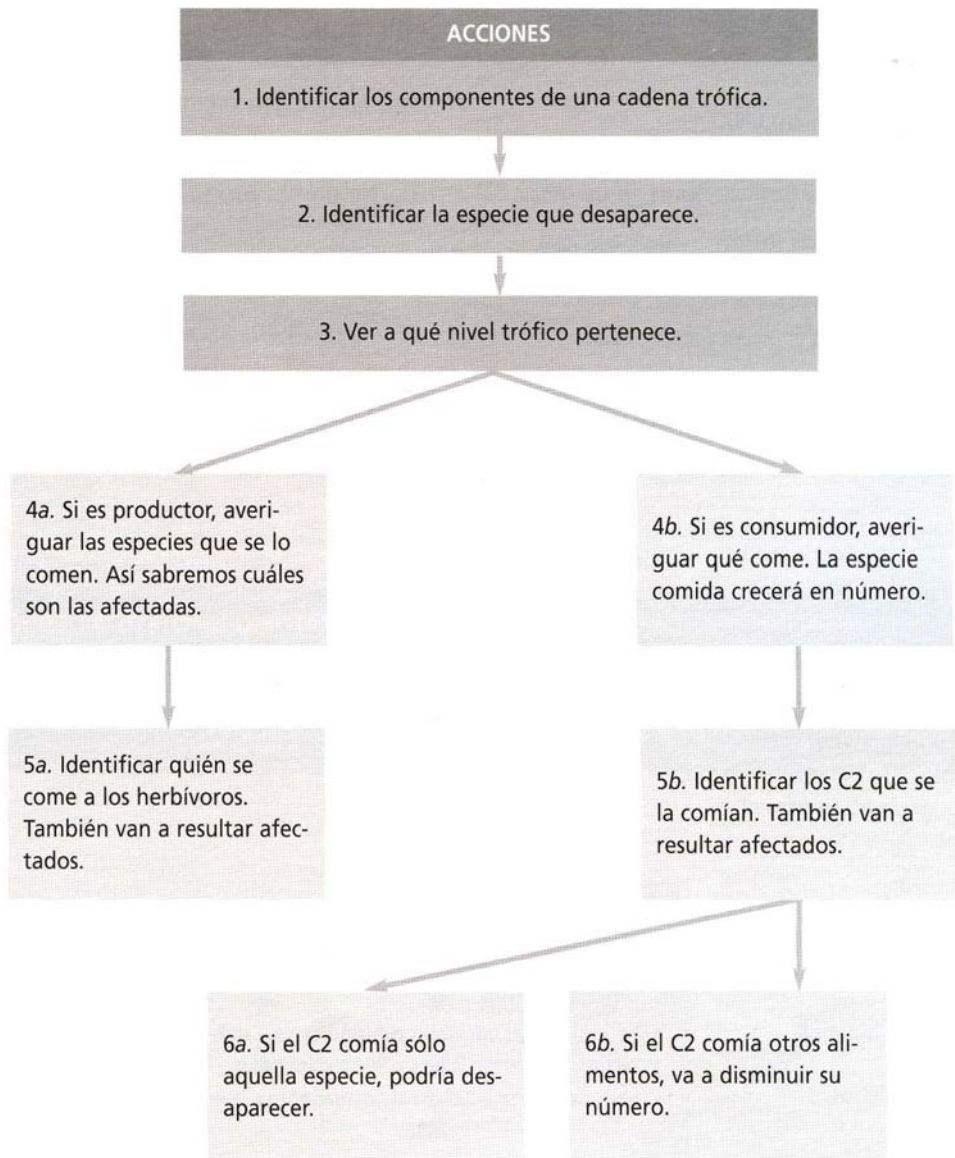 ACCIONES
1. Identificar los componentes de una cadena trófica.
2. Identificar la especie que desaparece.
3. Ver a qué nivel trófico pertenece.
4a. Si es productor, averi-
guar las especies que se lo
comen. Así sabremos cuáles
son las afectadas.
4b. Si es consumidor, averi-
guar qué come. La especie
comida crecerá en número.
5a. Identificar quién se
come a los herbívoros.
También van a resultar afec-
tados.
5b. Identificar los C2 que se
la comían. También van a
resultar afectados.
6a. Si el C2 comía sólo
aquella especie, podría des-
aparecer.
6b. Si el C2 comía otros ali-
mentos, va a disminuir su
número.